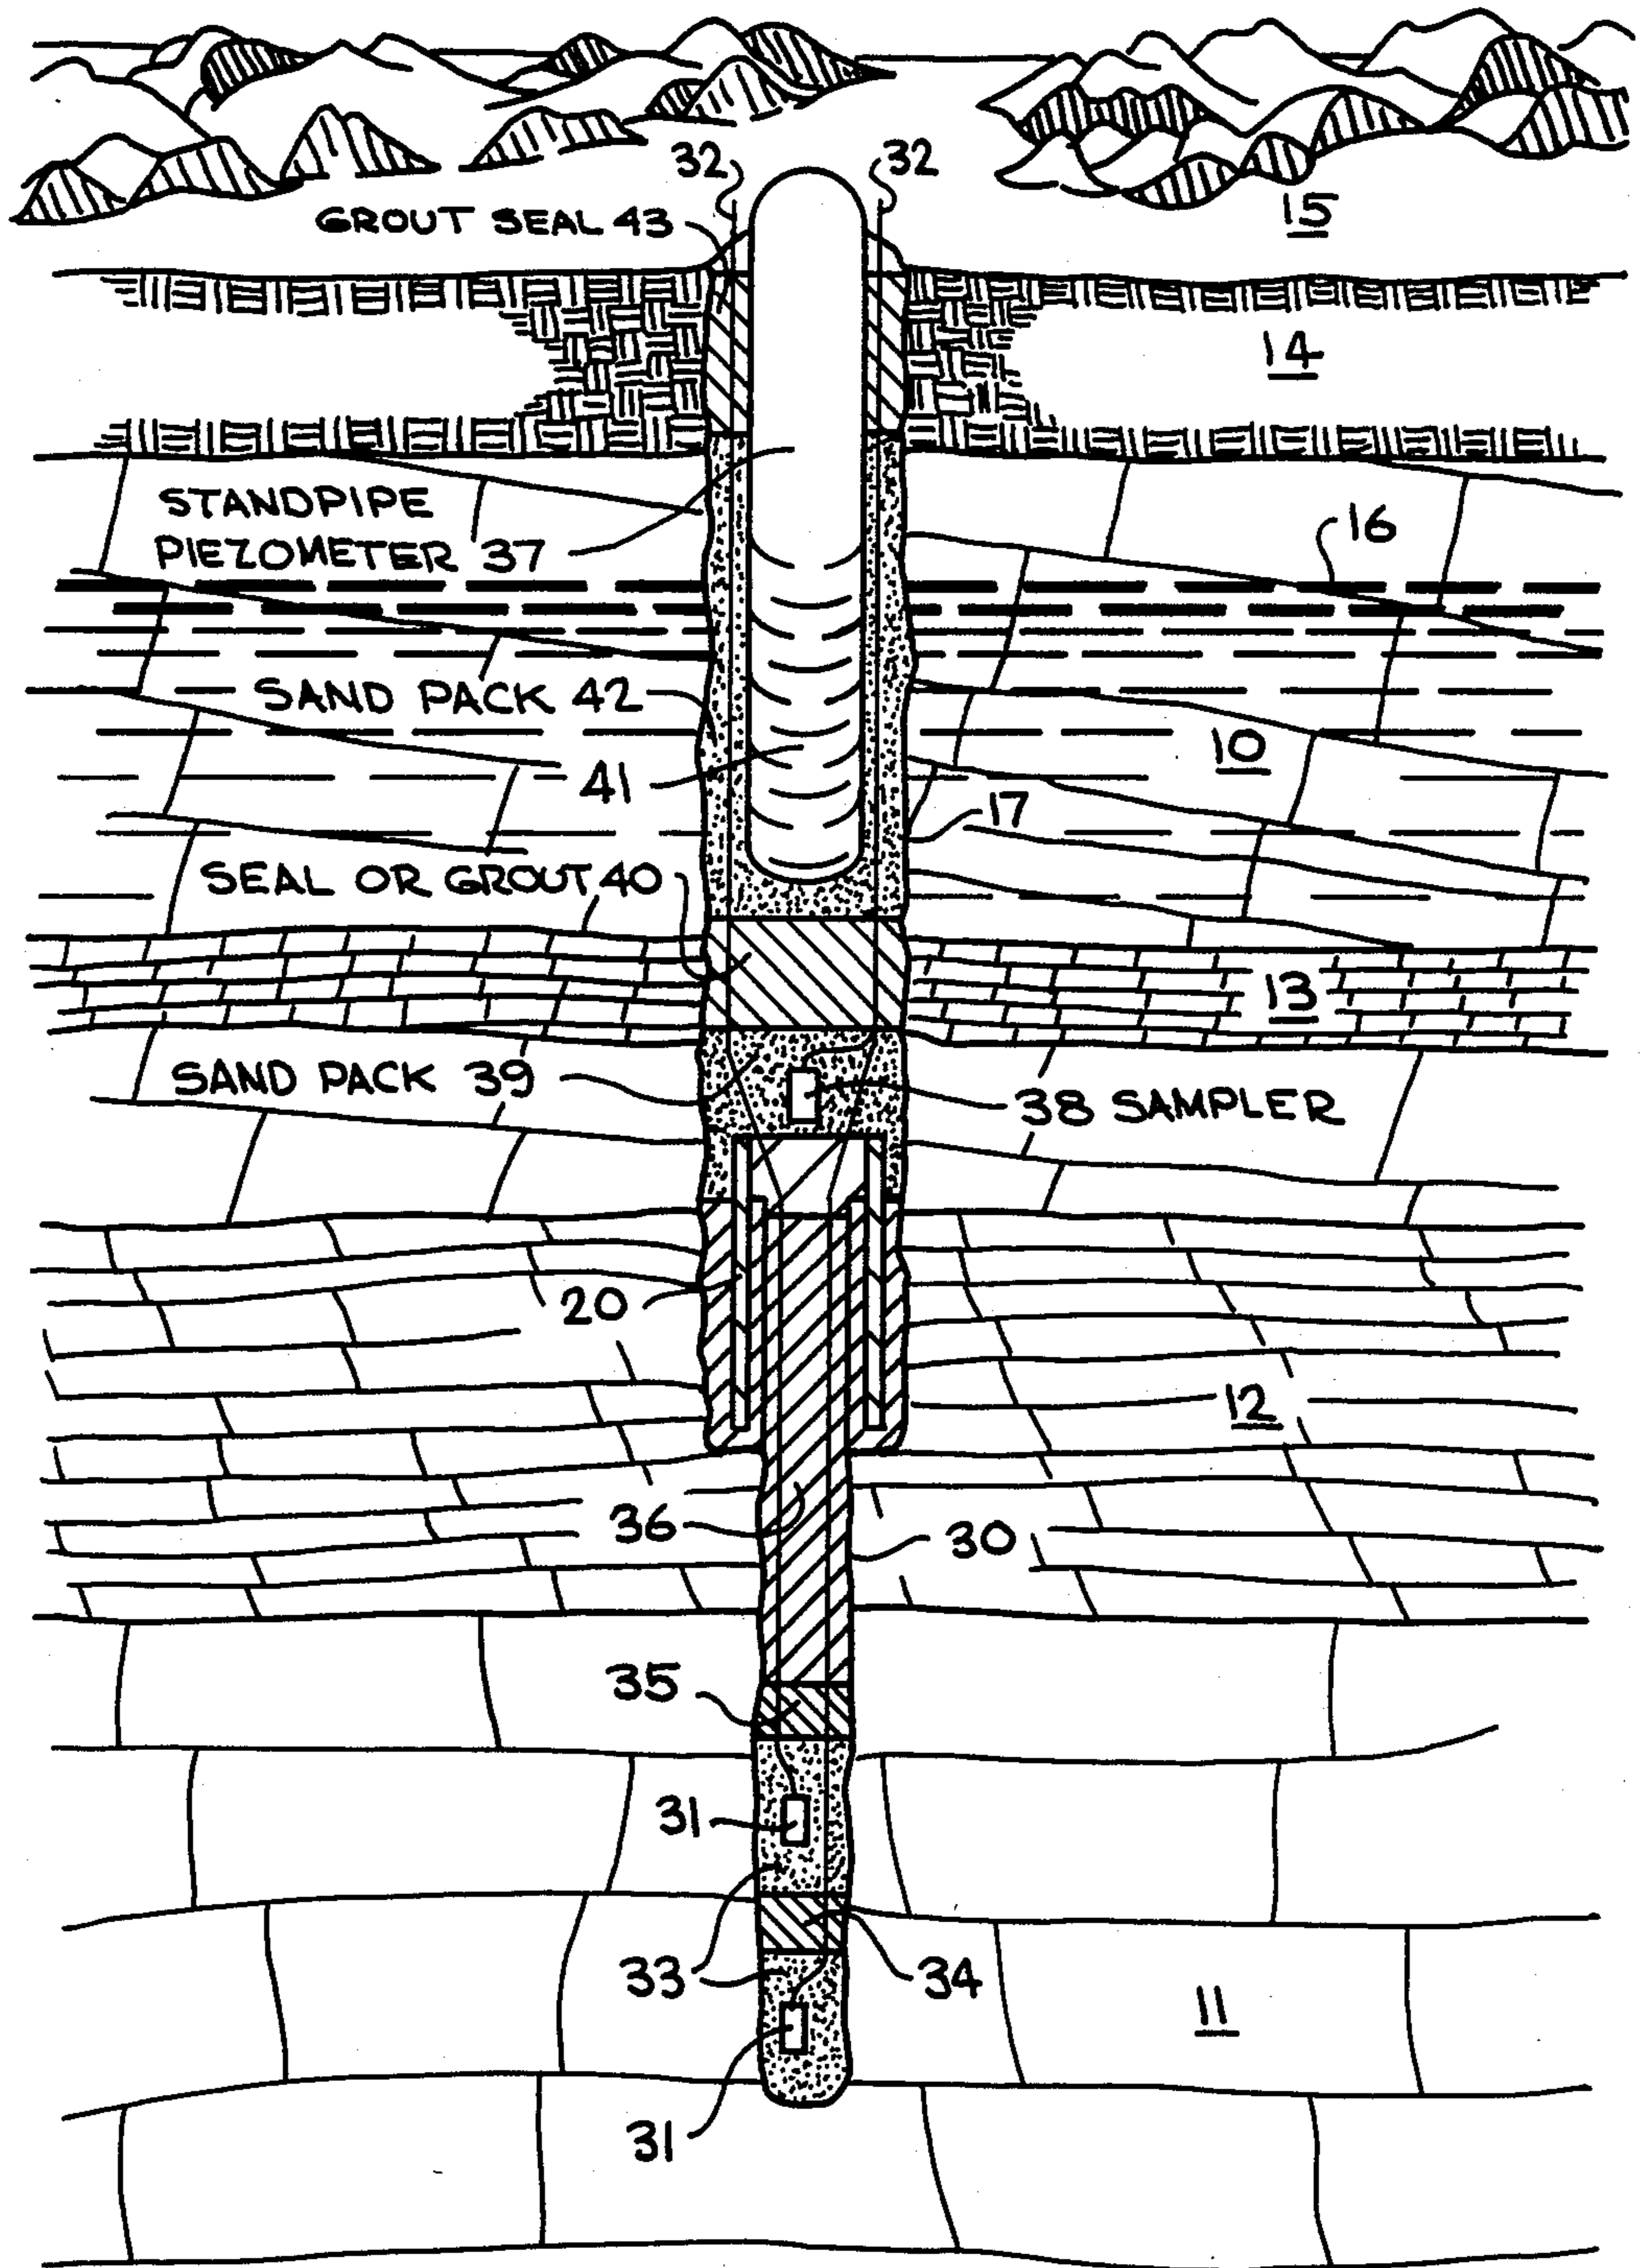 32
32
GROUT SEAL 43
15
14
STANDPIPE
PIEZOMETER 37
16
SAND PACK 42
10
41
17
SEAL OR GROUT 40
13
SAND PACK 39
38 SAMPLER
20
12
36
30
35
31
33
34
11
31